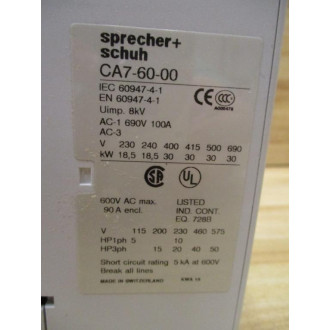 sprecher+
schuh
CA7-60-00
IEC 60947-4-1
EN 60947-4-1
Uimp. 8kV
AC-1 690V 100A
AC-3
V 230 240 400 415 500 690
kW 18,5 18,5 30 30 30 30
600V AC max. LISTED
90A encl. IND. CONT.
EQ. 728B
V 115 200 230 460 575
HP1ph 5 10
HP3ph 15 20 40 50
Short circuit rating 5 kA at 600V
Break all lines
MADE IN SWITZERLAND